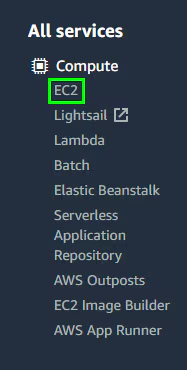 All services
Compute
EC2
Lightsail
Lambda
Batch
Elastic Beanstalk
Serverless
Application
Repository
AWS Outposts
EC2 Image Builder
AWS App Runner